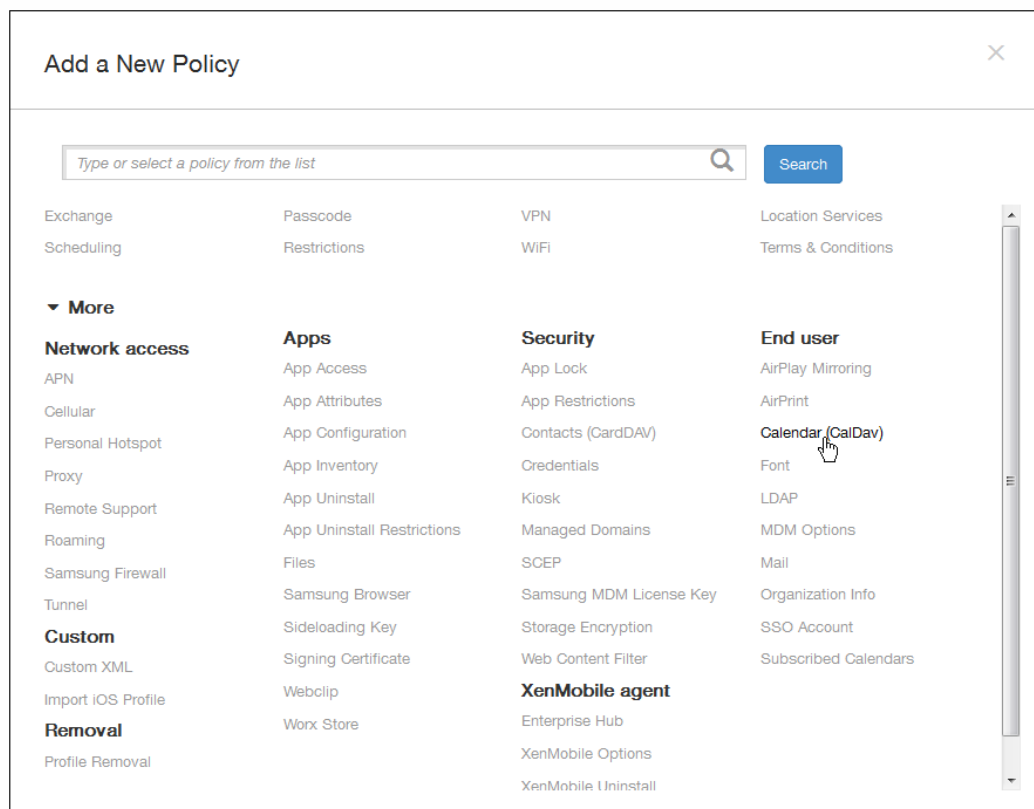 Add a New Policy
Type or select a policy from the list
Search
Exchange
Passcode
VPN
Location Services
Scheduling
Restrictions
WiFi
Terms & Conditions
More
Network access
APN
Cellular
Personal Hotspot
Proxy
Remote Support
Roaming
Samsung Firewall
Tunnel
Custom
Custom XML
Import iOS Profile
Removal
Profile Removal
Apps
App Access
App Attributes
App Configuration
App Inventory
App Uninstall
App Uninstall Restrictions
Files
Samsung Browser
Sideloading Key
Signing Certificate
Webclip
Worx Store
Security
App Lock
App Restrictions
Contacts (CardDAV)
Credentials
Kiosk
Managed Domains
SCEP
Samsung MDM License Key
Storage Encryption
Web Content Filter
XenMobile agent
Enterprise Hub
XenMobile Options
XenMobile Uninstall
End user
AirPlay Mirroring
AirPrint
Calendar (CalDav)
Font
LDAP
MDM Options
Mail
Organization Info
SSO Account
Subscribed Calendars